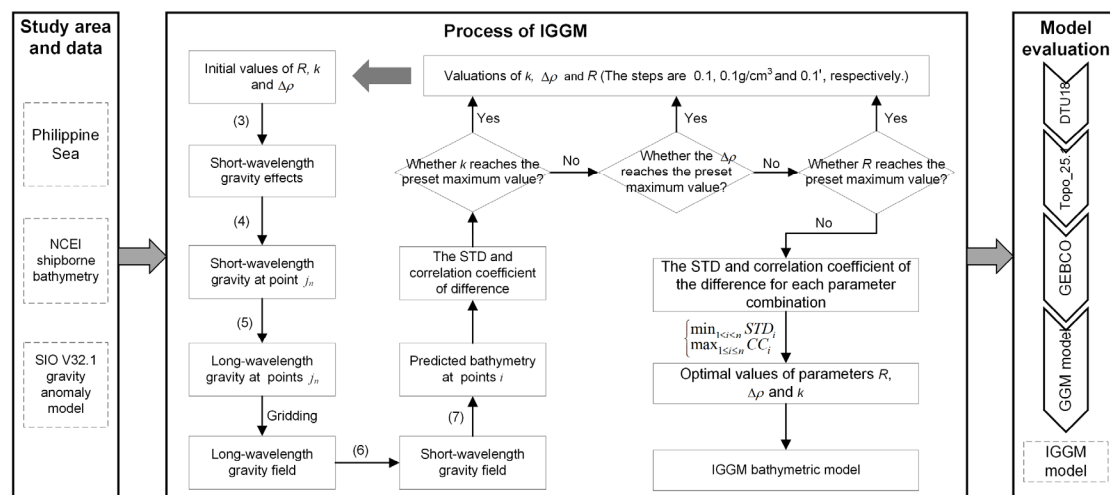 Study area
and data
Philippine
Sea
NCEI
shipborne
bathymetry
SIO V32.1
gravity
anomaly
model
Process of IGGM
Initial values of R, k
and Δρ
Valuations of k, Δρ and R (The steps are 0.1, 0.1g/cm³ and 0.1', respectively.)
(3)
Short-wavelength
gravity effects
(4)
Short-wavelength
gravity at point jₙ
(5)
Long-wavelength
gravity at points jₙ
Gridding
Long-wavelength
gravity field
(6)
Short-wavelength
gravity field
(7)
Predicted bathymetry
at points i
The STD and
correlation coefficient
of difference
Whether k reaches the
preset maximum value?
Yes
No
Whether the Δρ
reaches the preset
maximum value?
Yes
No
Whether R reaches the
preset maximum value?
Yes
No
The STD and correlation coefficient of
the difference for each parameter
combination
min₁<i<n STDᵢ
max₁≤i≤n CCᵢ
Optimal values of parameters R,
Δρ and k
IGGM bathymetric model
Model
evaluation
DTU18
Topo_25.1
GEBCO
GGM model
IGGM
model